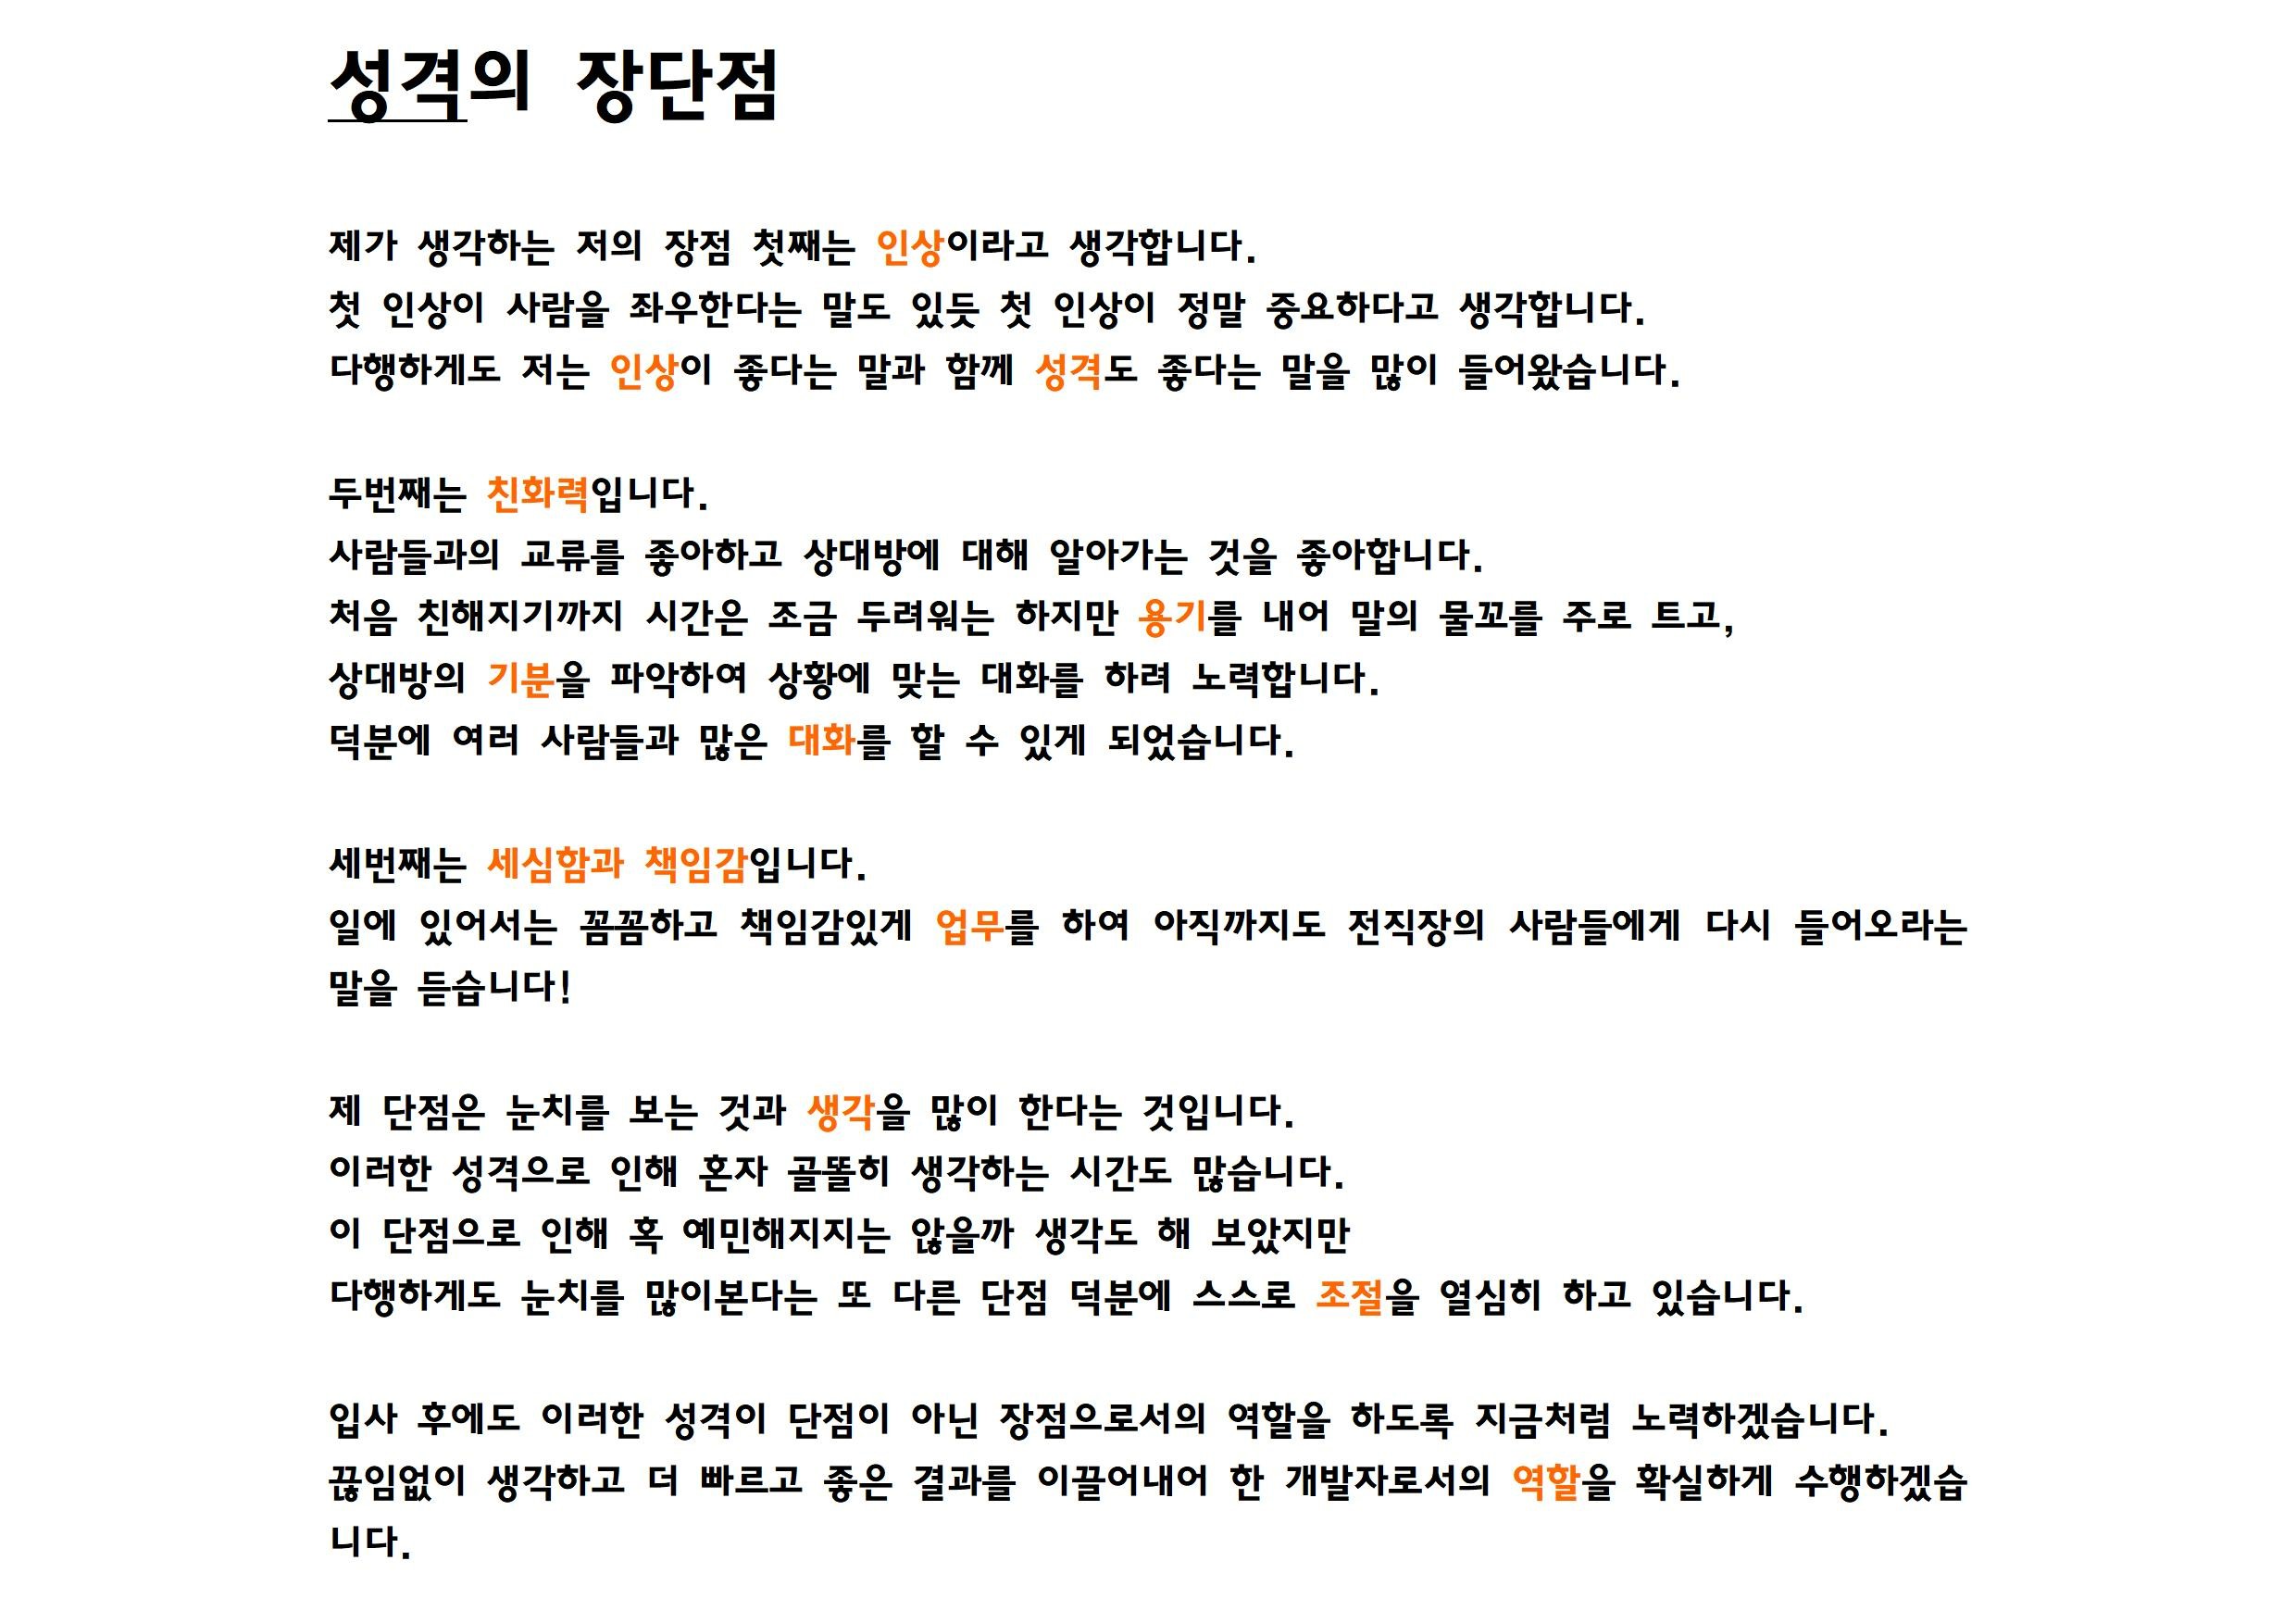 성격의 장단점
제가 생각하는 저의 장점 첫째는 인상이라고 생각합니다.
첫 인상이 사람을 좌우한다는 말도 있듯 첫 인상이 정말 중요하다고 생각합니다.
다행하게도 저는 인상이 좋다는 말과 함께 성격도 좋다는 말을 많이 들어왔습니다.
두번째는 친화력입니다.
사람들과의 교류를 좋아하고 상대방에 대해 알아가는 것을 좋아합니다.
처음 친해지기까지 시간은 조금 두려워는 하지만 용기를 내어 말의 물꼬를 주로 트고,
상대방의 기분을 파악하여 상황에 맞는 대화를 하려 노력합니다.
덕분에 여러 사람들과 많은 대화를 할 수 있게 되었습니다.
세번째는 세심함과 책임감입니다.
일에 있어서는 꼼꼼하고 책임감있게 업무를 하여 아직까지도 전직장의 사람들에게 다시 들어오라는
말을 듣습니다!
제 단점은 눈치를 보는 것과 생각을 많이 한다는 것입니다.
이러한 성격으로 인해 혼자 골똘히 생각하는 시간도 많습니다.
이 단점으로 인해 혹 예민해지지는 않을까 생각도 해 보았지만
다행하게도 눈치를 많이본다는 또 다른 단점 덕분에 스스로 조절을 열심히 하고 있습니다.
입사 후에도 이러한 성격이 단점이 아닌 장점으로서의 역할을 하도록 지금처럼 노력하겠습니다.
끊임없이 생각하고 더 빠르고 좋은 결과를 이끌어내어 한 개발자로서의 역할을 확실하게 수행하겠습
니다.